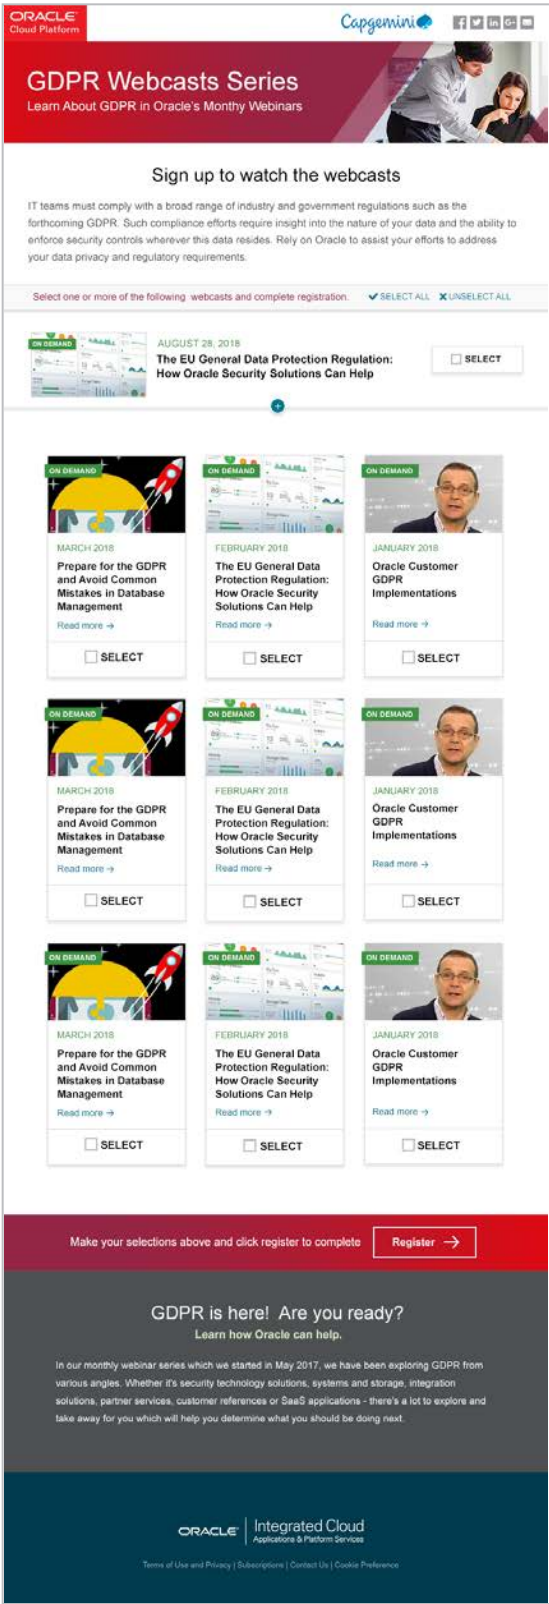 ORACLE
Cloud Platform
Capgemini
GDPR Webcasts Series
Learn About GDPR in Oracle's Monthy Webinars
Sign up to watch the webcasts
IT teams must comply with a broad range of industry and government regulations such as the
forthcoming GDPR. Such compliance efforts require insight into the nature of your data and the ability to
enforce security controls wherever this data resides. Rely on Oracle to assist your efforts to address
your data privacy and regulatory requirements.
Select one or more of the following webcasts and complete registration. SELECT ALL UNSELECT ALL
ON DEMAND
AUGUST 28, 2018
The EU General Data Protection Regulation:
How Oracle Security Solutions Can Help
SELECT
ON DEMAND
MARCH 2018
Prepare for the GDPR
and Avoid Common
Mistakes in Database
Management
Read more →
SELECT
ON DEMAND
FEBRUARY 2018
The EU General Data
Protection Regulation:
How Oracle Security
Solutions Can Help
Read more →
SELECT
ON DEMAND
JANUARY 2018
Oracle Customer
GDPR
Implementations
Read more →
SELECT
ON DEMAND
MARCH 2018
Prepare for the GDPR
and Avoid Common
Mistakes in Database
Management
Read more →
SELECT
ON DEMAND
FEBRUARY 2018
The EU General Data
Protection Regulation:
How Oracle Security
Solutions Can Help
Read more →
SELECT
ON DEMAND
JANUARY 2018
Oracle Customer
GDPR
Implementations
Read more →
SELECT
ON DEMAND
MARCH 2018
Prepare for the GDPR
and Avoid Common
Mistakes in Database
Management
Read more →
SELECT
ON DEMAND
FEBRUARY 2018
The EU General Data
Protection Regulation:
How Oracle Security
Solutions Can Help
Read more →
SELECT
ON DEMAND
JANUARY 2018
Oracle Customer
GDPR
Implementations
Read more →
SELECT
Make your selections above and click register to complete Register →
GDPR is here! Are you ready?
Learn how Oracle can help.
In our monthly webinar series which we started in May 2017, we have been exploring GDPR from
various angles. Whether it's security technology solutions, systems and storage, integration
solutions, partner services, customer references or SaaS applications - there's a lot to explore and
take away for you which will help you determine what you should be doing next.
ORACLE
Integrated Cloud
Applications & Platform Services
Terms of Use and Privacy | Subscriptions | Contact Us | Cookie Preference